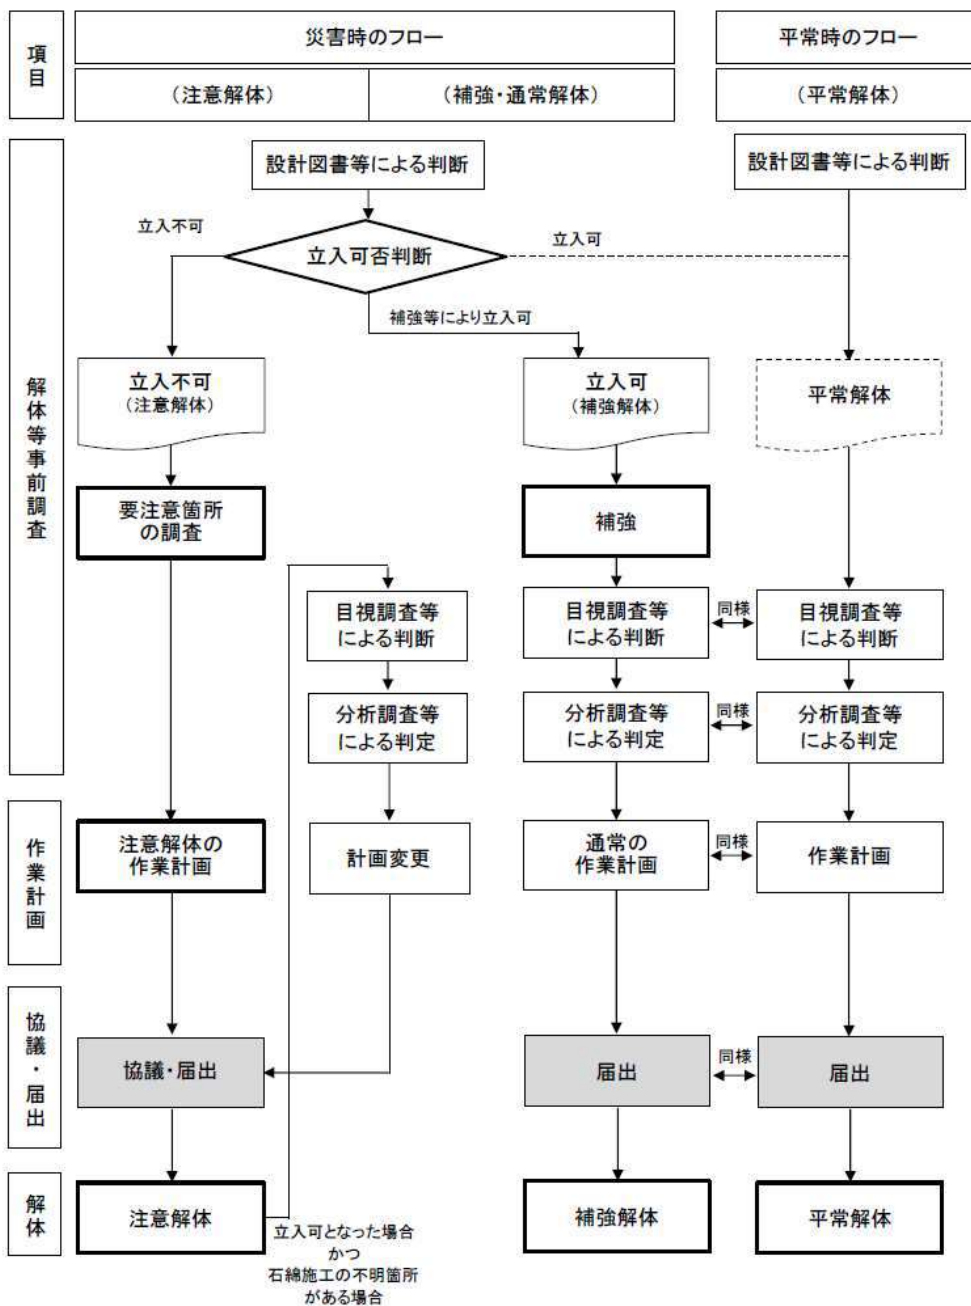 項目
災害時のフロー
平常時のフロー
（注意解体）
（補強・通常解体）
（平常解体）
解体等事前調査
設計図書等による判断
設計図書等による判断
立入不可
立入可否判断
立入可
補強等により立入可
立入不可
（注意解体）
立入可
（補強解体）
平常解体
要注意箇所
の調査
補強
目視調査等
による判断
目視調査等
による判断
同様
目視調査等
による判断
分析調査等
による判定
分析調査等
による判定
同様
分析調査等
による判定
作業計画
注意解体の
作業計画
計画変更
通常の
作業計画
同様
作業計画
協議・届出
協議・届出
届出
同様
届出
解体
注意解体
補強解体
平常解体
立入可となった場合
かつ
石綿施工の不明箇所
がある場合